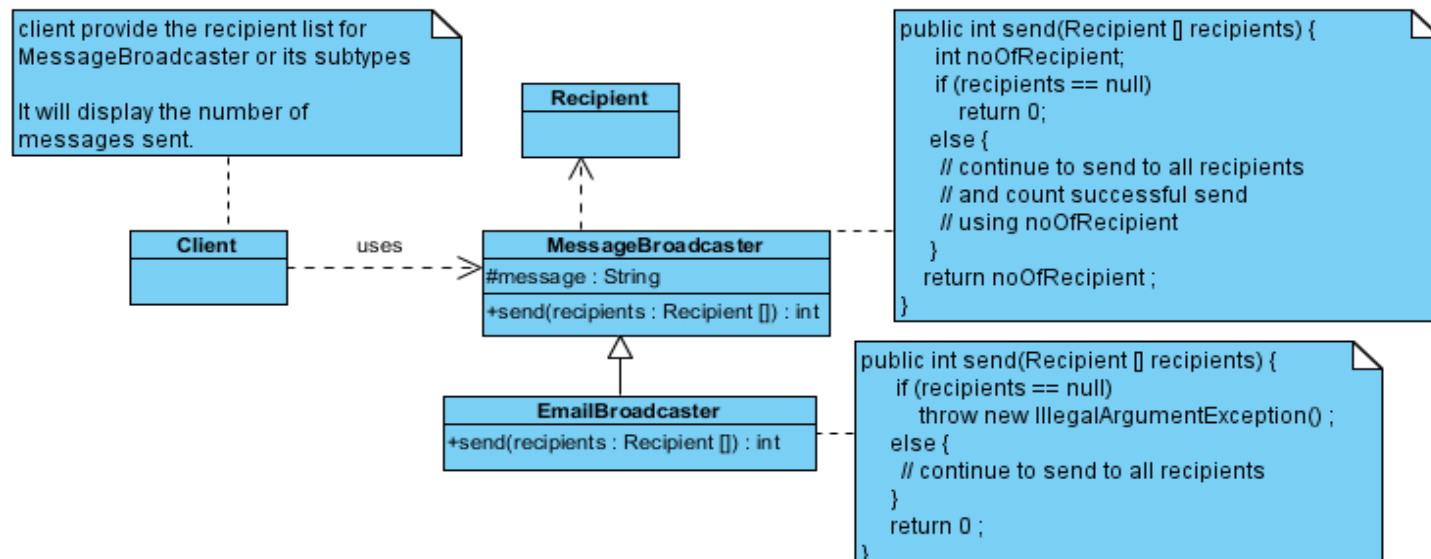 client provide the recipient list for
MessageBroadcaster or its subtypes
It will display the number of
messages sent.
Recipient
public int send(Recipient [] recipients) {
int noOfRecipient;
if (recipients == null)
return 0;
else {
// continue to send to all recipients
// and count successful send
// using noOfRecipient
}
return noOfRecipient ;
}
Client
uses
MessageBroadcaster
#message : String
+send(recipients : Recipient []) : int
EmailBroadcaster
+send(recipients : Recipient []) : int
public int send(Recipient [] recipients) {
if (recipients == null)
throw new IllegalArgumentException() ;
else {
// continue to send to all recipients
}
return 0 ;
}